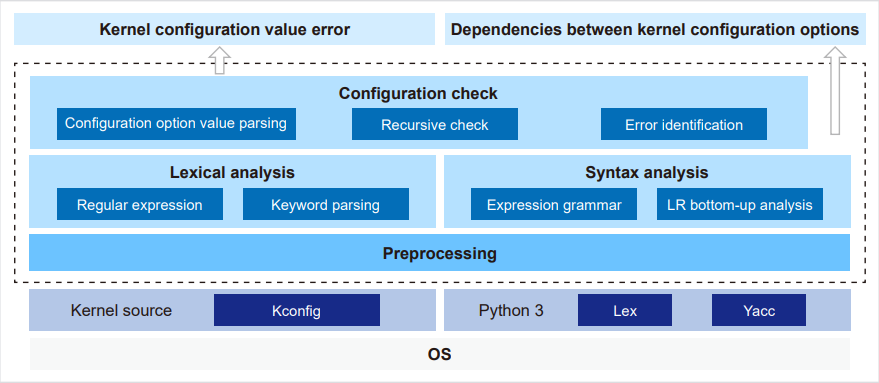 Kernel configuration value error
Dependencies between kernel configuration options
Configuration check
Configuration option value parsing
Recursive check
Error identification
Lexical analysis
Regular expression
Keyword parsing
Syntax analysis
Expression grammar
LR bottom-up analysis
Preprocessing
Kernel source
Kconfig
Python 3
Lex
Yacc
OS